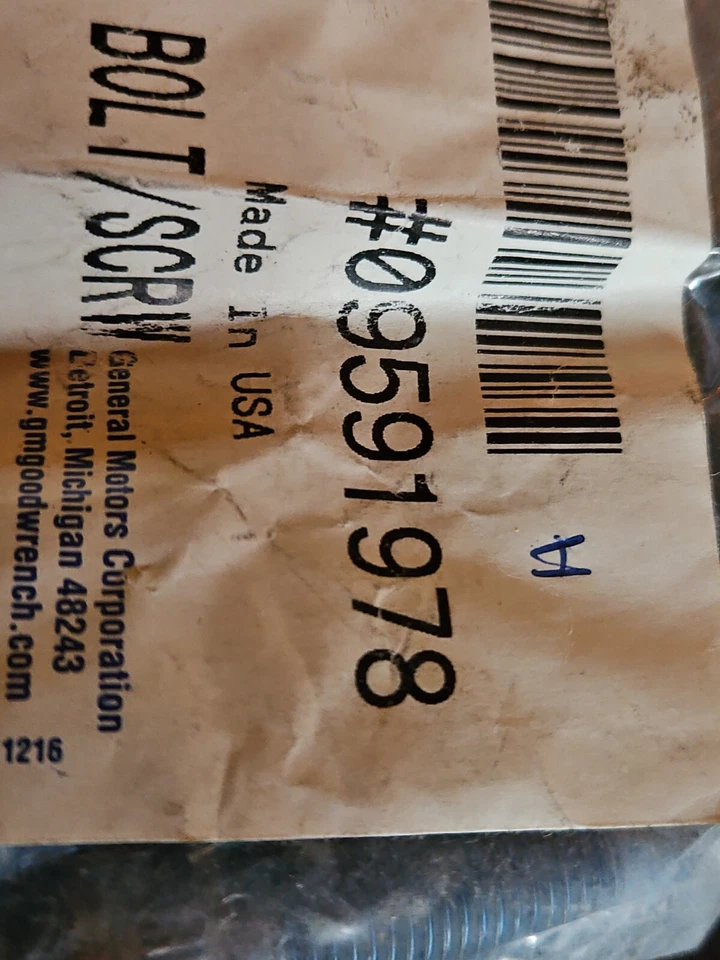 A
#09591978
Made In USA
BOLT/SCRW
General Motors Corporation
Detroit, Michigan 48243
www.gmgoodwrench.com
1216